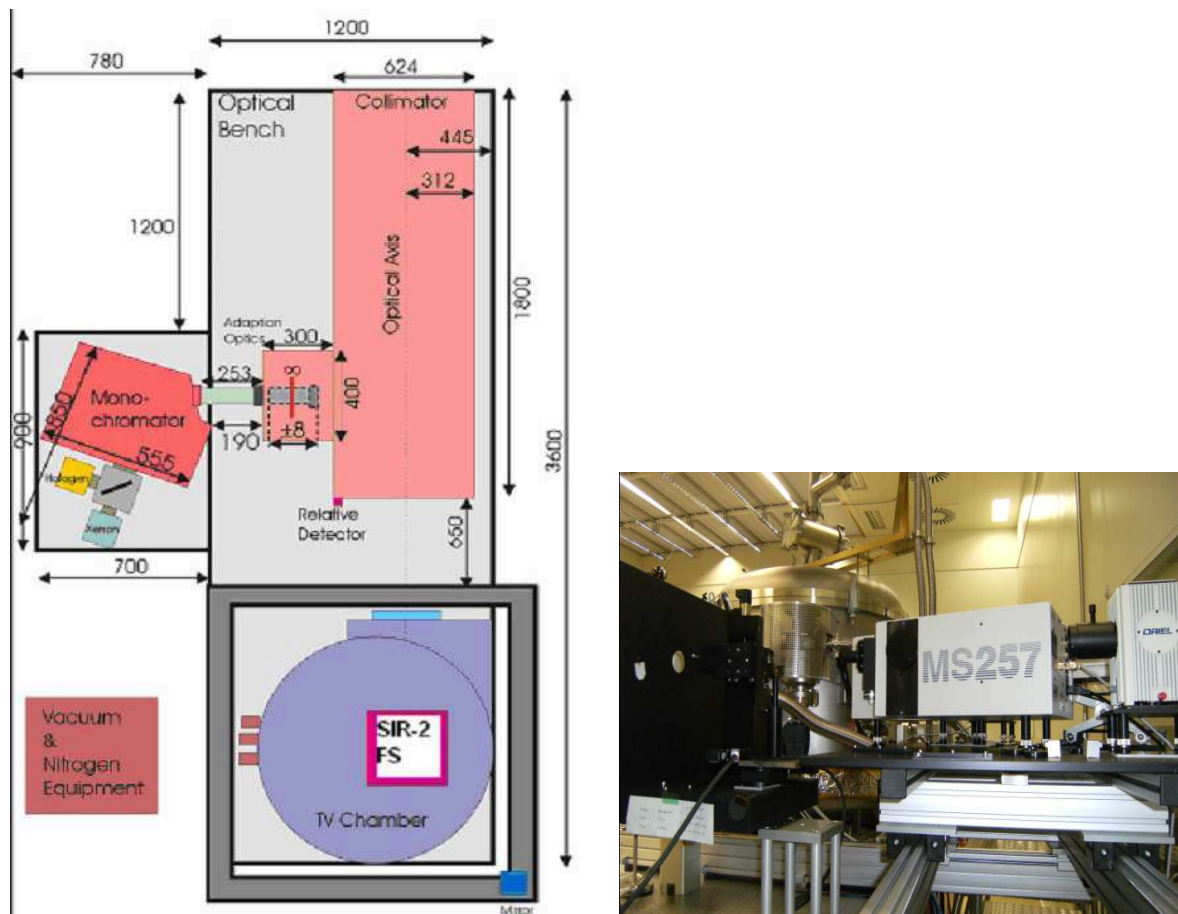 1200
780
624
Optical
Bench
Collimator
445
312
1200
Optical Axis
1800
3600
Adaption
Optics
300
253
∞
400
Mono-
chromator
850
900
555
190
±8
Halogen
Xenon
Relative
Detector
650
700
Vacuum
&
Nitrogen
Equipment
SIR-2
FS
TV Chamber
Mirror
MS257
ORIEL